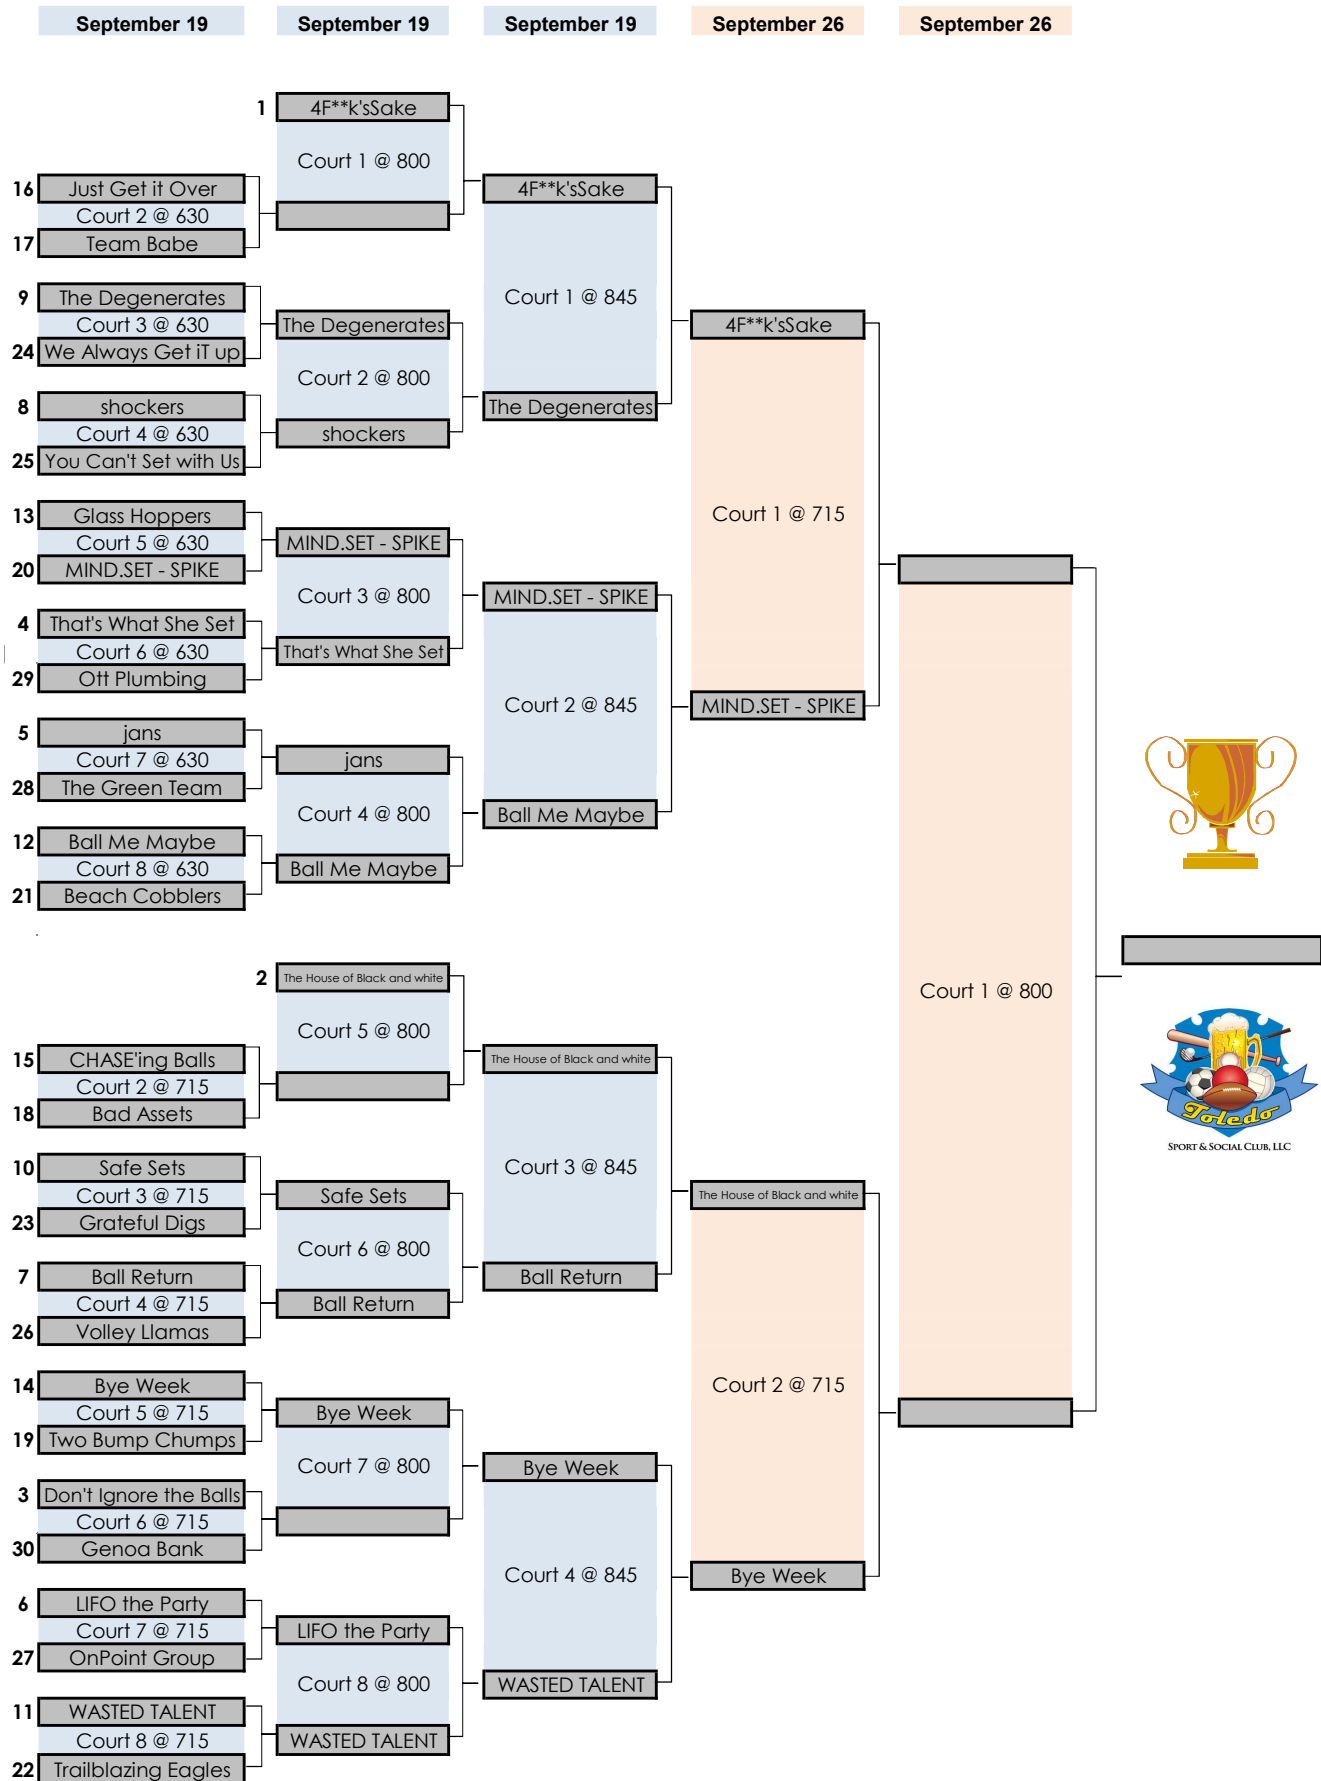 September 19 September 19 September 19 September 26 September 26
1 4F**k'sSake
Court 1 @ 800
16 Just Get it Over 4F**k'sSake
Court 2 @ 630
17 Team Babe
9 The Degenerates Court 1 @ 845
Court 3 @ 630 The Degenerates 4F**k'sSake
24 We Always Get iT up
Court 2 @ 800
8 shockers The Degenerates
Court 4 @ 630 shockers
25 You Can't Set with Us
13 Glass Hoppers Court 1 @ 715
Court 5 @ 630 MIND.SET - SPIKE
20 MIND.SET - SPIKE
Court 3 @ 800 MIND.SET - SPIKE
4 That's What She Set
Court 6 @ 630 That's What She Set
29 Ott Plumbing
Court 2 @ 845 MIND.SET - SPIKE
5 jans
Court 7 @ 630 jans
28 The Green Team
Court 4 @ 800 Ball Me Maybe
12 Ball Me Maybe
Court 8 @ 630 Ball Me Maybe
21 Beach Cobblers
2 The House of Black and white
Court 1 @ 800
Court 5 @ 800
15 CHASE'ing Balls The House of Black and white
Court 2 @ 715
18 Bad Assets
Toledo
SPORT & SOCIAL CLUB, LLC
10 Safe Sets Court 3 @ 845
Court 3 @ 715 Safe Sets The House of Black and white
23 Grateful Digs
Court 6 @ 800
7 Ball Return Ball Return
Court 4 @ 715 Ball Return
26 Volley Llamas
14 Bye Week Court 2 @ 715
Court 5 @ 715 Bye Week
19 Two Bump Chumps
Court 7 @ 800 Bye Week
3 Don't Ignore the Balls
Court 6 @ 715
30 Genoa Bank
Court 4 @ 845 Bye Week
6 LIFO the Party
Court 7 @ 715 LIFO the Party
27 OnPoint Group
Court 8 @ 800 WASTED TALENT
11 WASTED TALENT
Court 8 @ 715 WASTED TALENT
22 Trailblazing Eagles